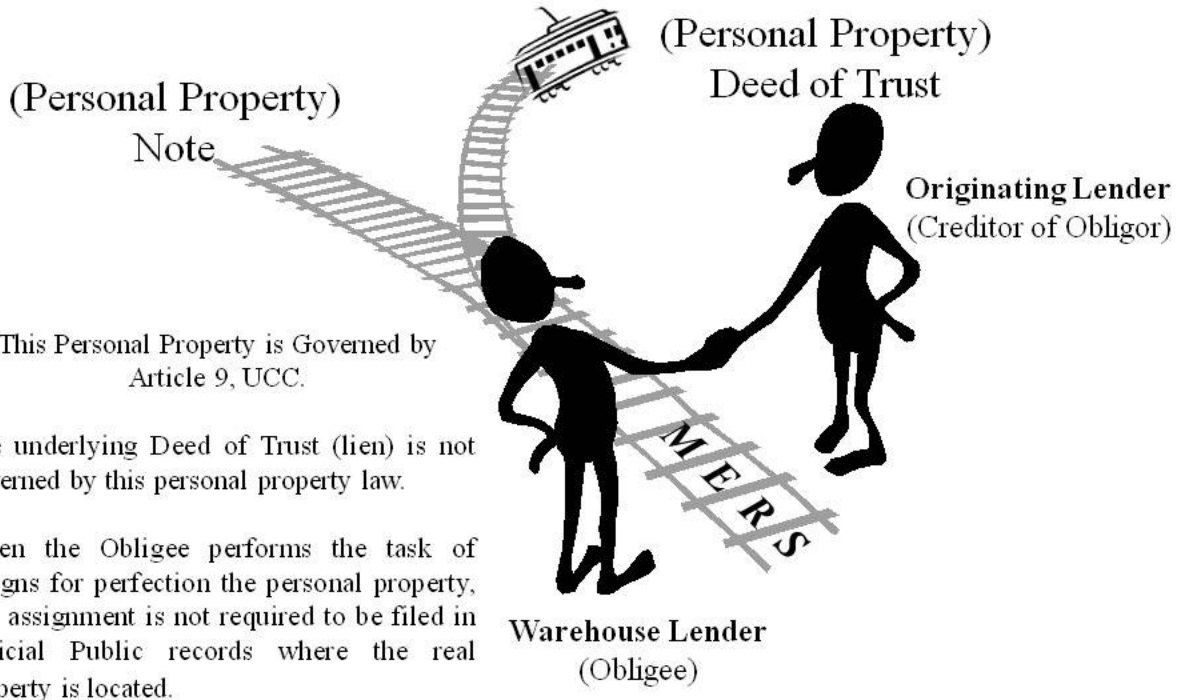 (Personal Property)
Deed of Trust
(Personal Property)
Note
Originating Lender
(Creditor of Obligor)
This Personal Property is Governed by
Article 9, UCC.
underlying Deed of Trust (lien) is not
by this personal property law.
the Obligee performs the task of
for perfection the personal property,
assignment is not required to be filed in
Public records where the real
is located.
MERS
Warehouse Lender
(Obligee)